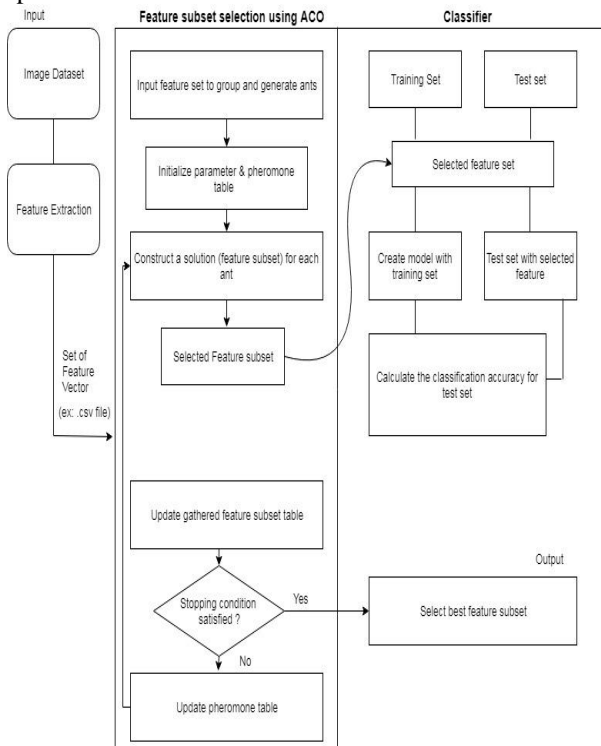 Input
Image Dataset
Feature Extraction
Set of
Feature
Vector
(ex: .csv file)
Feature subset selection using ACO
Input feature set to group and generate ants
Initialize parameter & pheromone
table
Construct a solution (feature subset) for each
ant
Selected Feature subset
Update gathered feature subset table
Stopping condition
satisfied ?
Yes
No
Update pheromone table
Classifier
Training Set
Test set
Selected feature set
Create model with
training set
Test set with selected
feature
Calculate the classification accuracy for
test set
Output
Select best feature subset